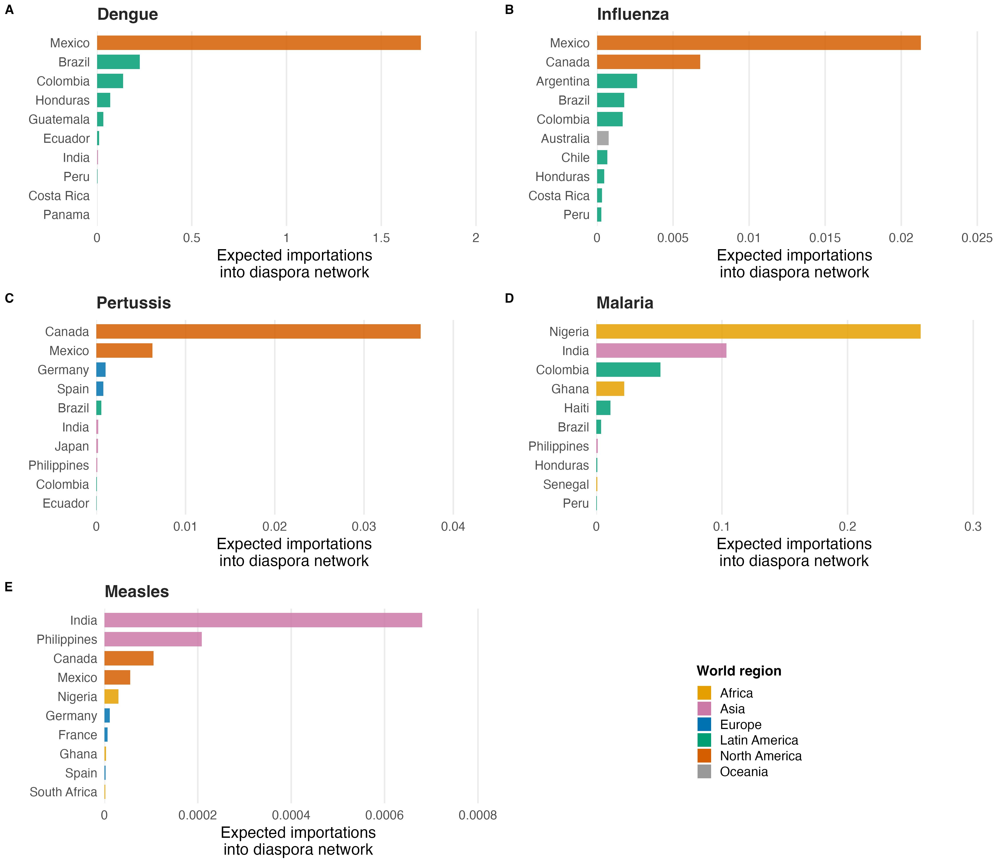 A
Dengue
Mexico
Brazil
Colombia
Honduras
Guatemala
Ecuador
India
Peru
Costa Rica
Panama
0 0.5 1 1.5 2
Expected importations
into diaspora network
B
Influenza
Mexico
Canada
Argentina
Brazil
Colombia
Australia
Chile
Honduras
Costa Rica
Peru
0 0.005 0.01 0.015 0.02 0.025
Expected importations
into diaspora network
C
Pertussis
Canada
Mexico
Germany
Spain
Brazil
India
Japan
Philippines
Colombia
Ecuador
0 0.01 0.02 0.03 0.04
Expected importations
into diaspora network
D
Malaria
Nigeria
India
Colombia
Ghana
Haiti
Brazil
Philippines
Honduras
Senegal
Peru
0 0.1 0.2 0.3
Expected importations
into diaspora network
E
Measles
India
Philippines
Canada
Mexico
Nigeria
Germany
France
Ghana
Spain
South Africa
0 0.0002 0.0004 0.0006 0.0008
Expected importations
into diaspora network
World region
Africa
Asia
Europe
Latin America
North America
Oceania